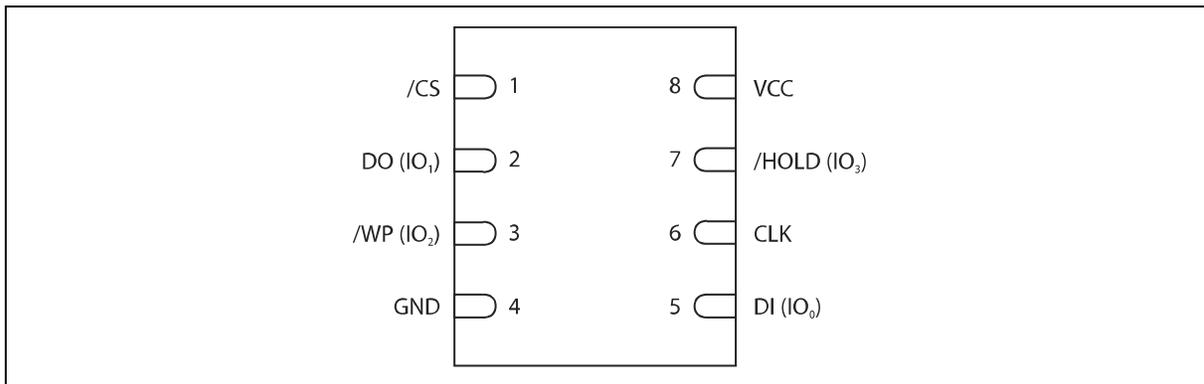 /CS 1 8 VCC
DO (IO₁) 2 7 /HOLD (IO₃)
/WP (IO₂) 3 6 CLK
GND 4 5 DI (IO₀)